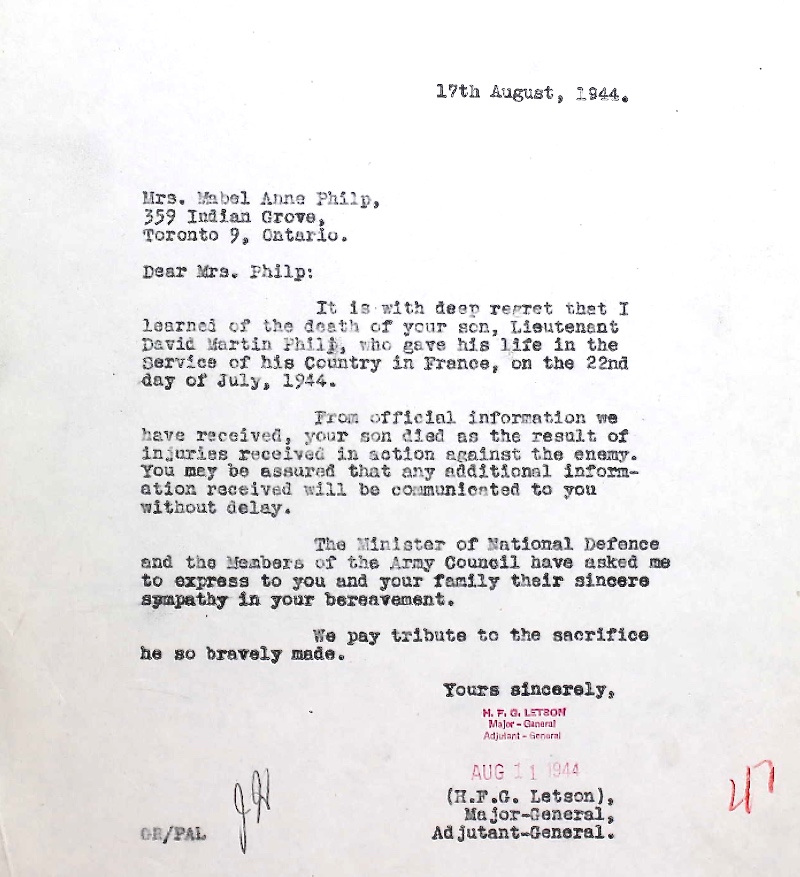 17th August, 1944.
Mrs. Mabel Anne Philp,
359 Indian Grove,
Toronto 9, Ontario.
Dear Mrs. Philp:
It is with deep regret that I
learned of the death of your son, Lieutenant
David Martin Philp, who gave his life in the
Service of his Country in France, on the 22nd
day of July, 1944.
From official information we
have received, your son died as the result of
injuries received in action against the enemy.
You may be assured that any additional inform-
ation received will be communicated to you
without delay.
The Minister of National Defence
and the Members of the Army Council have asked me
to express to you and your family their sincere
sympathy in your bereavement.
We pay tribute to the sacrifice
he so bravely made.
Yours sincerely,
H. F. G. LETSON
Major - General
Adjutant - General
AUG 11 1944
(H.F.G. Letson),
Major-General,
Adjutant-General.
/PAL